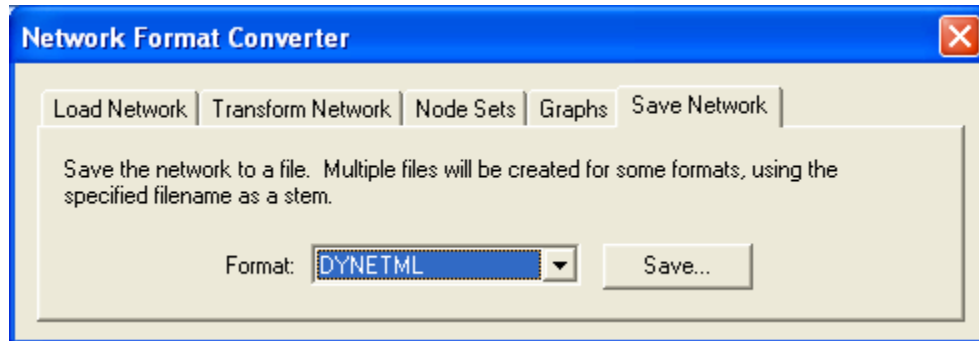 Network Format Converter
Load Network Transform Network Node Sets Graphs Save Network
Save the network to a file. Multiple files will be created for some formats, using the
specified filename as a stem.
Format: DYNETML Save...